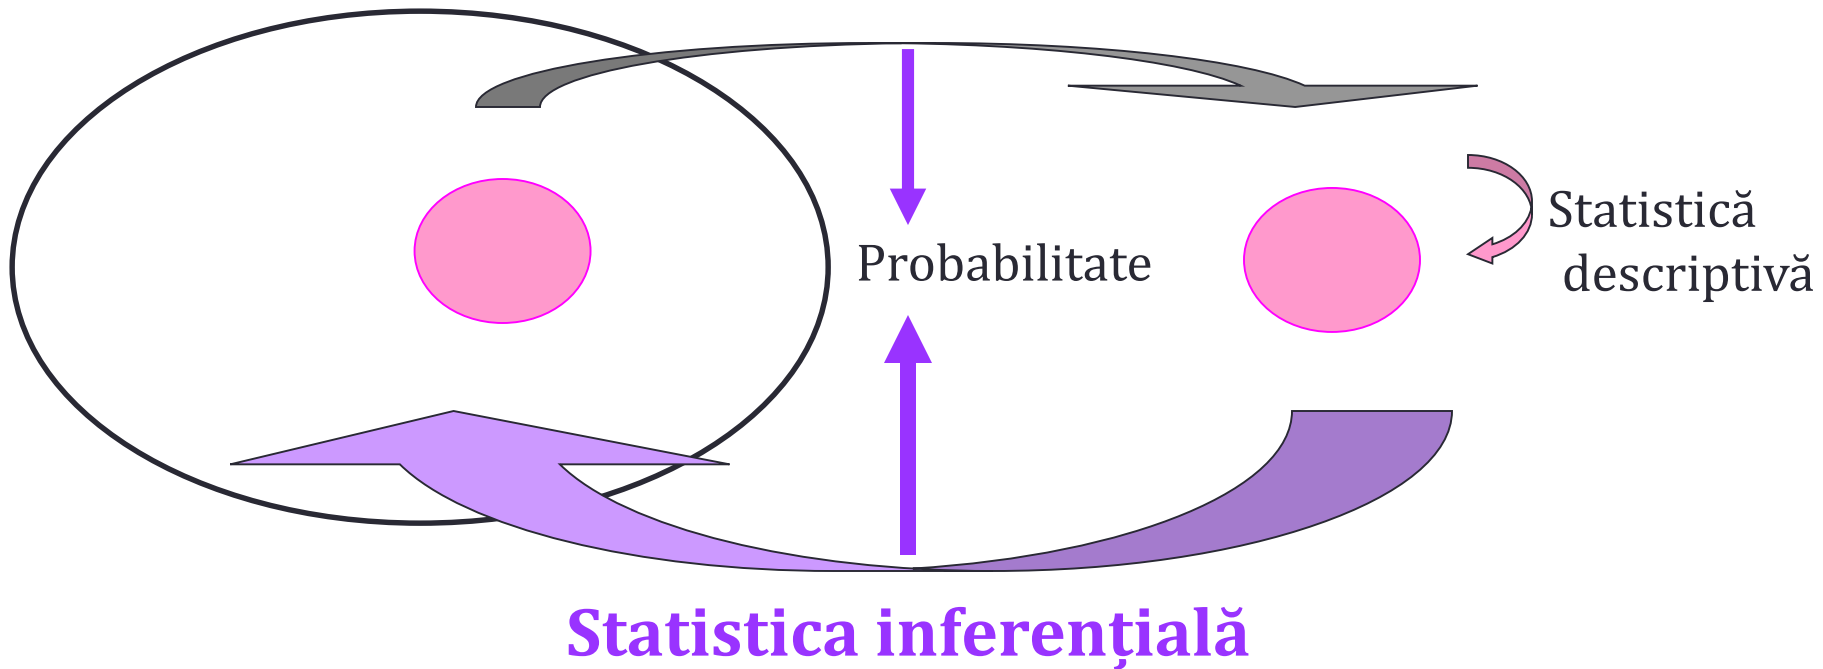 Statistică
descriptivă
Probabilitate
Statistica inferențială